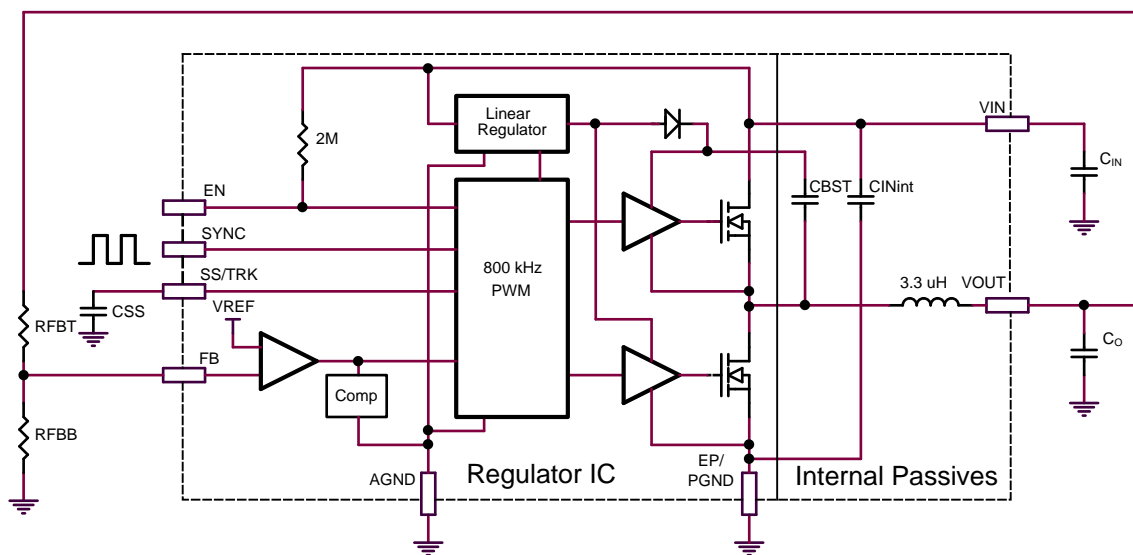 VIN
Linear
Regulator
2M
CIN
CBST
CINint
EN
SYNC
800 kHz
PWM
SS/TRK
3.3 uH
VOUT
CSS
VREF
RFBT
CO
FB
Comp
RFBB
EP/
PGND
AGND
Regulator IC
Internal Passives